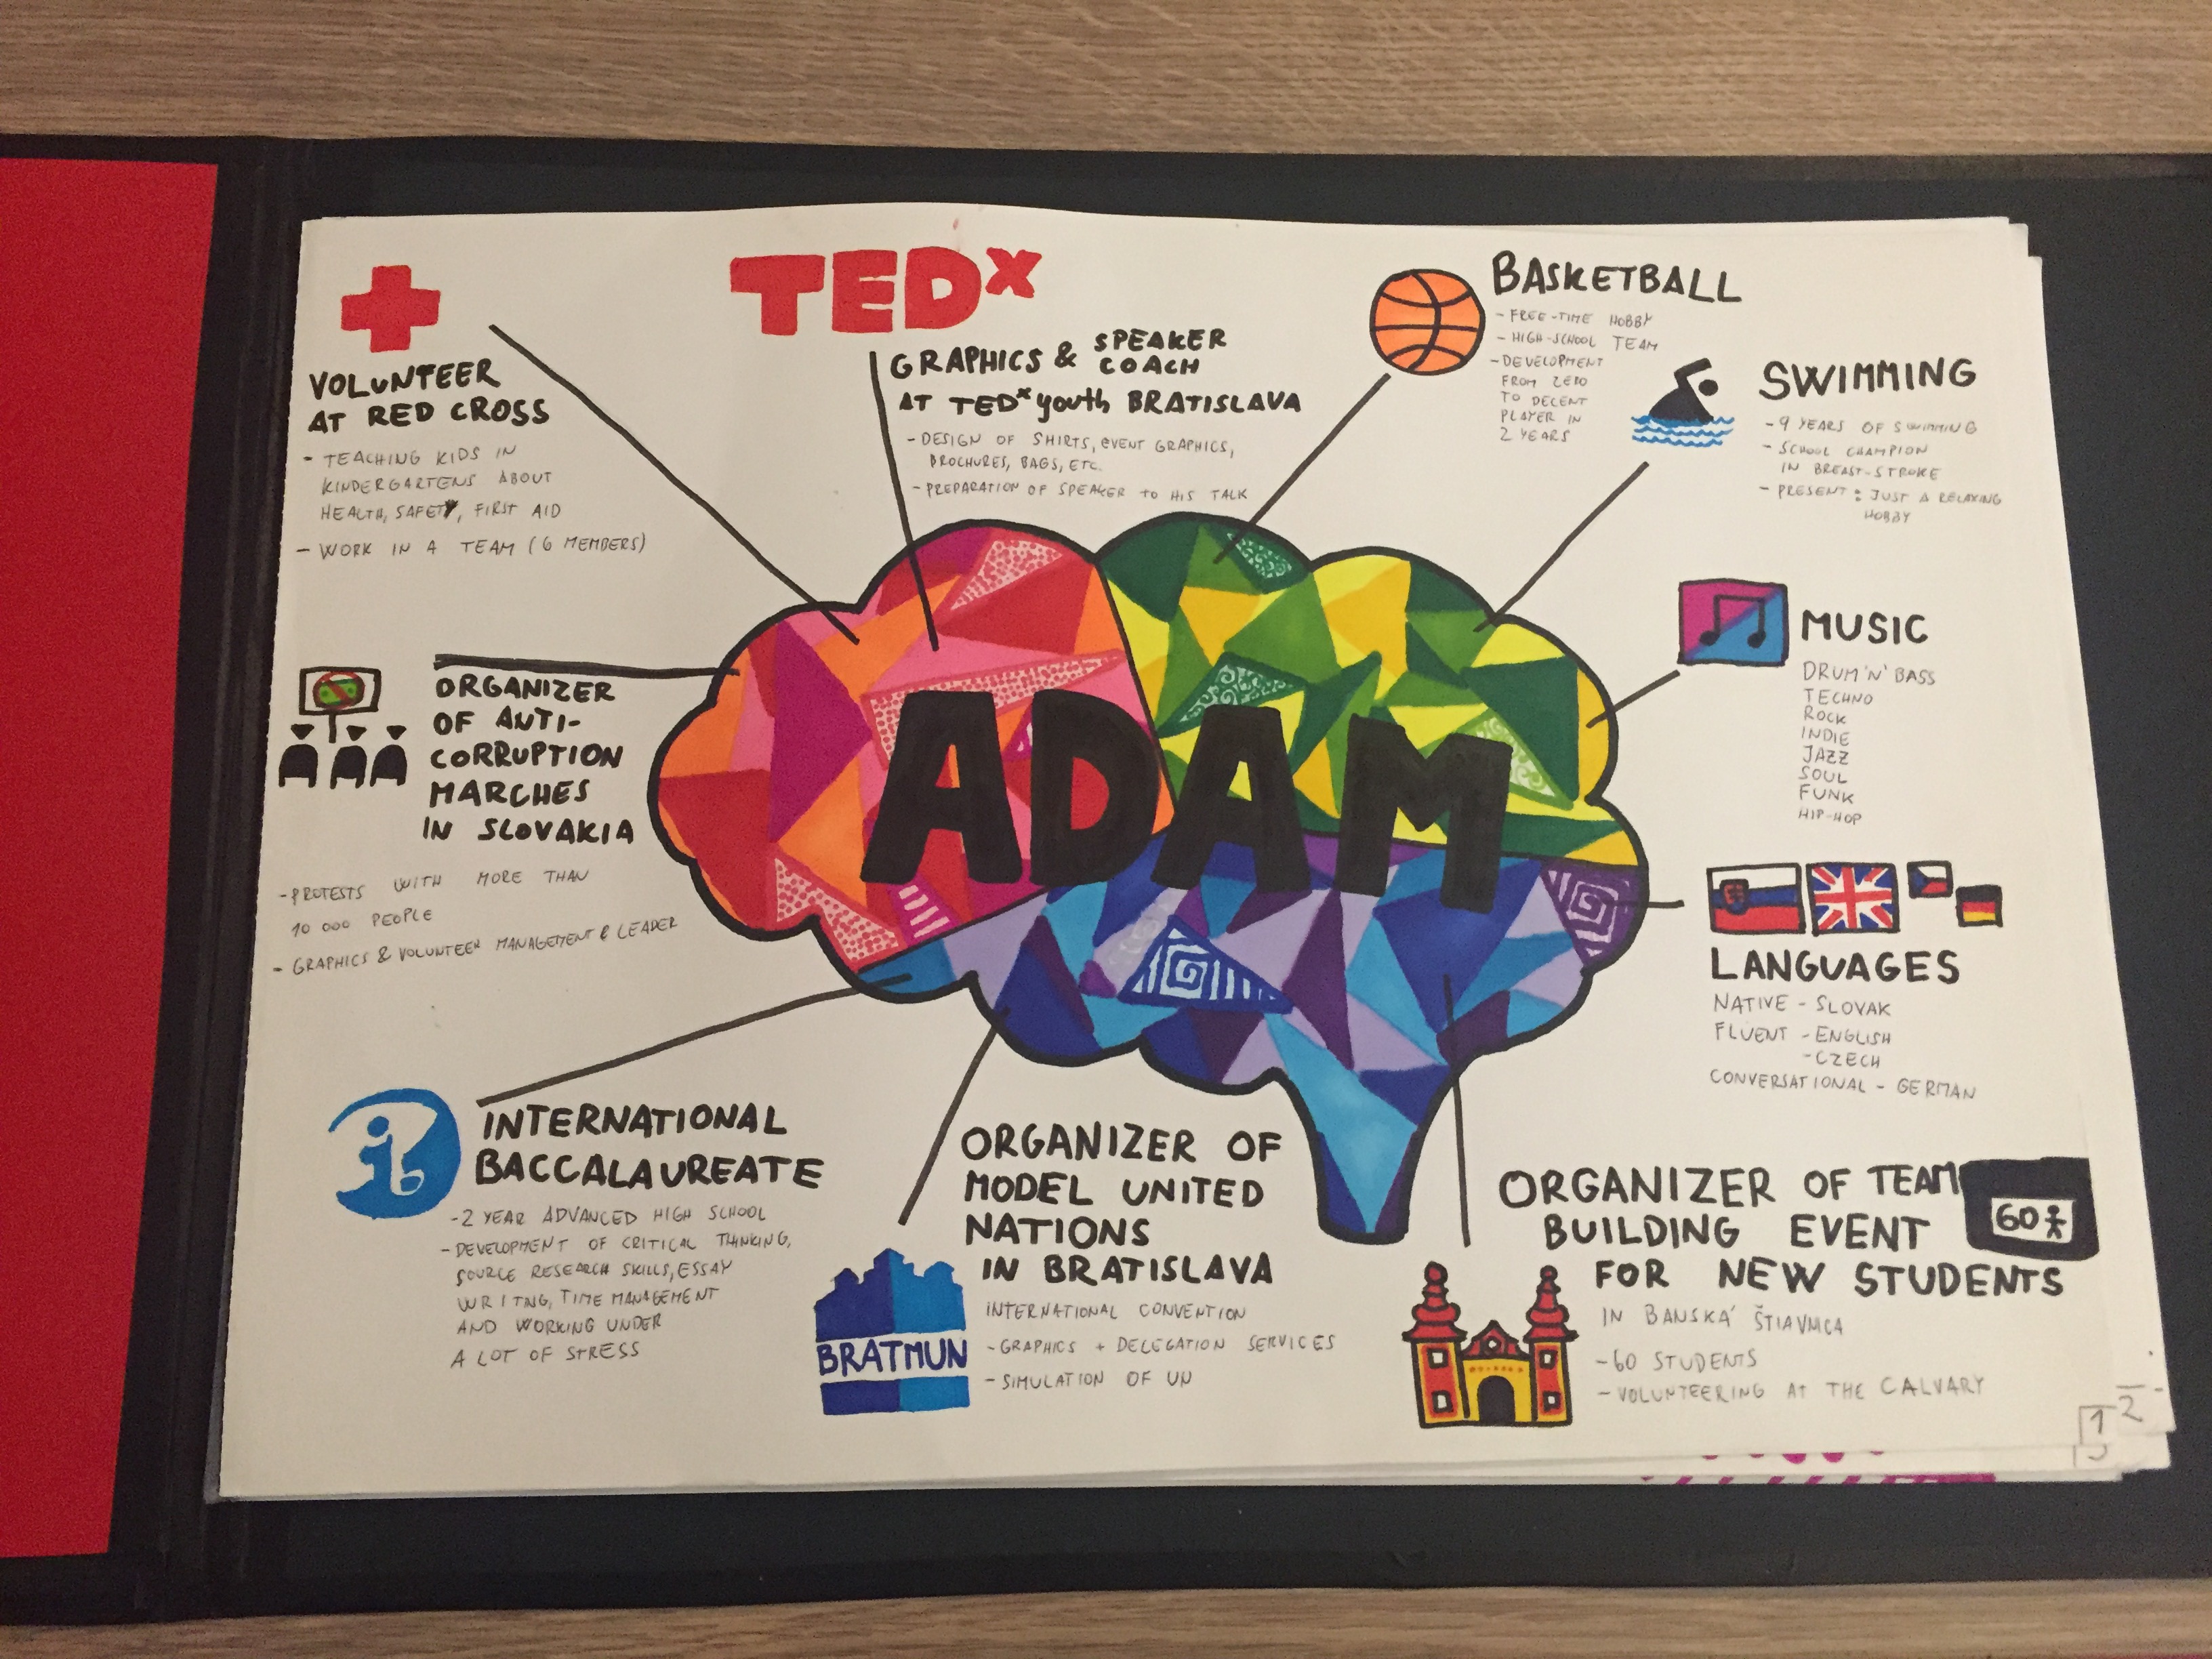 VOLUNTEER
AT RED CROSS
- TEACHING KIDS IN
KINDERGARTENS ABOUT
HEALTH, SAFETY, FIRST AID
- WORK IN A TEAM (6 MEMBERS)
TEDx
GRAPHICS & SPEAKER
COACH
AT TEDx youth BRATISLAVA
- DESIGN OF SHIRTS, EVENT GRAPHICS,
BROCHURES, BAGS, ETC.
- PREPARATION OF SPEAKER TO HIS TALK
BASKETBALL
- FREE-TIME HOBBY
- HIGH-SCHOOL TEAM
- DEVELOPMENT
FROM ZERO
TO DECENT
PLAYER IN
2 YEARS
SWIMMING
- 9 YEARS OF SWIMMING
- SCHOOL CHAMPION
IN BREAST-STROKE
- PRESENT: JUST A RELAXING
HOBBY
MUSIC
DRUM'N'BASS
TECHNO
ROCK
INDIE
JAZZ
SOUL
FUNK
HIP-HOP
ORGANIZER
OF ANTI-
CORRUPTION
MARCHES
IN SLOVAKIA
- PROTESTS WITH MORE THAN
10 000 PEOPLE
- GRAPHICS & VOLUNTEER MANAGEMENT & LEADER
ADAM
LANGUAGES
NATIVE - SLOVAK
FLUENT - ENGLISH
- CZECH
CONVERSATIONAL - GERMAN
ib
INTERNATIONAL
BACCALAUREATE
- 2 YEAR ADVANCED HIGH SCHOOL
- DEVELOPMENT OF CRITICAL THINKING,
SOURCE RESEARCH SKILLS, ESSAY
WRITNG, TIME MANAGEMENT
AND WORKING UNDER
A LOT OF STRESS
ORGANIZER OF
MODEL UNITED
NATIONS
IN BRATISLAVA
INTERNATIONAL CONVENTION
- GRAPHICS + DELEGATION SERVICES
- SIMULATION OF UN
BRATMUN
ORGANIZER OF TEAM
BUILDING EVENT
FOR NEW STUDENTS
60
IN BANSKÁ ŠTIAVNICA
- 60 STUDENTS
- VOLUNTEERING AT THE CALVARY
1
2